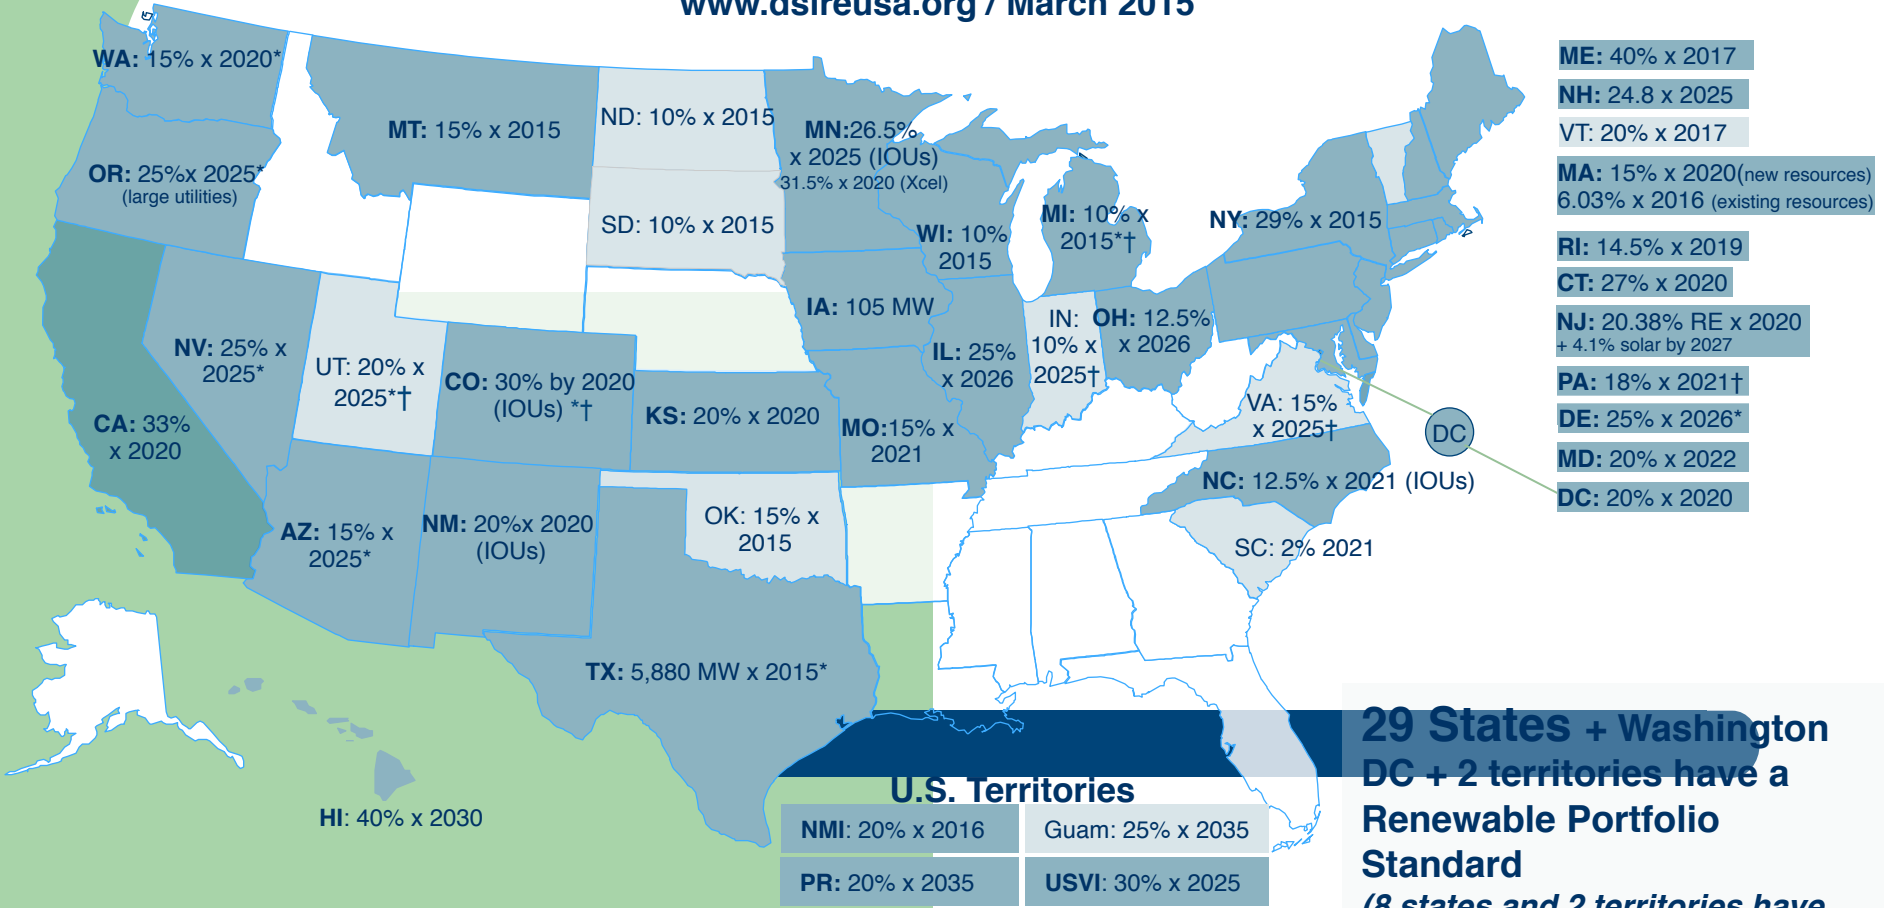 www.dsireusa.org / March 2015
WA: 15% x 2020*
OR: 25%x 2025*
(large utilities)
CA: 33%
x 2020
MT: 15% x 2015
NV: 25% x
2025*
UT: 20% x
2025*†
AZ: 15% x
2025*
ND: 10% x 2015
SD: 10% x 2015
CO: 30% by 2020
(IOUs) *†
NM: 20%x 2020
(IOUs)
KS: 20% x 2020
OK: 15% x
2015
TX: 5,880 MW x 2015*
HI: 40% x 2030
MN:26.5%
x 2025 (IOUs)
31.5% x 2020 (Xcel)
IA: 105 MW
MO:15% x
2021
WI: 10%
2015
IL: 25%
x 2026
MI: 10% x
2015*†
IN:
10% x
2025†
OH: 12.5%
x 2026
NY: 29% x 2015
VA: 15%
x 2025†
NC: 12.5% x 2021 (IOUs)
SC: 2% 2021
DC
ME: 40% x 2017
NH: 24.8 x 2025
VT: 20% x 2017
MA: 15% x 2020(new resources)
6.03% x 2016 (existing resources)
RI: 14.5% x 2019
CT: 27% x 2020
NJ: 20.38% RE x 2020
+ 4.1% solar by 2027
PA: 18% x 2021†
DE: 25% x 2026*
MD: 20% x 2022
DC: 20% x 2020
U.S. Territories
NMI: 20% x 2016
Guam: 25% x 2035
PR: 20% x 2035
USVI: 30% x 2025
29 States + Washington
DC + 2 territories have a
Renewable Portfolio
Standard
(8 states and 2 territories have